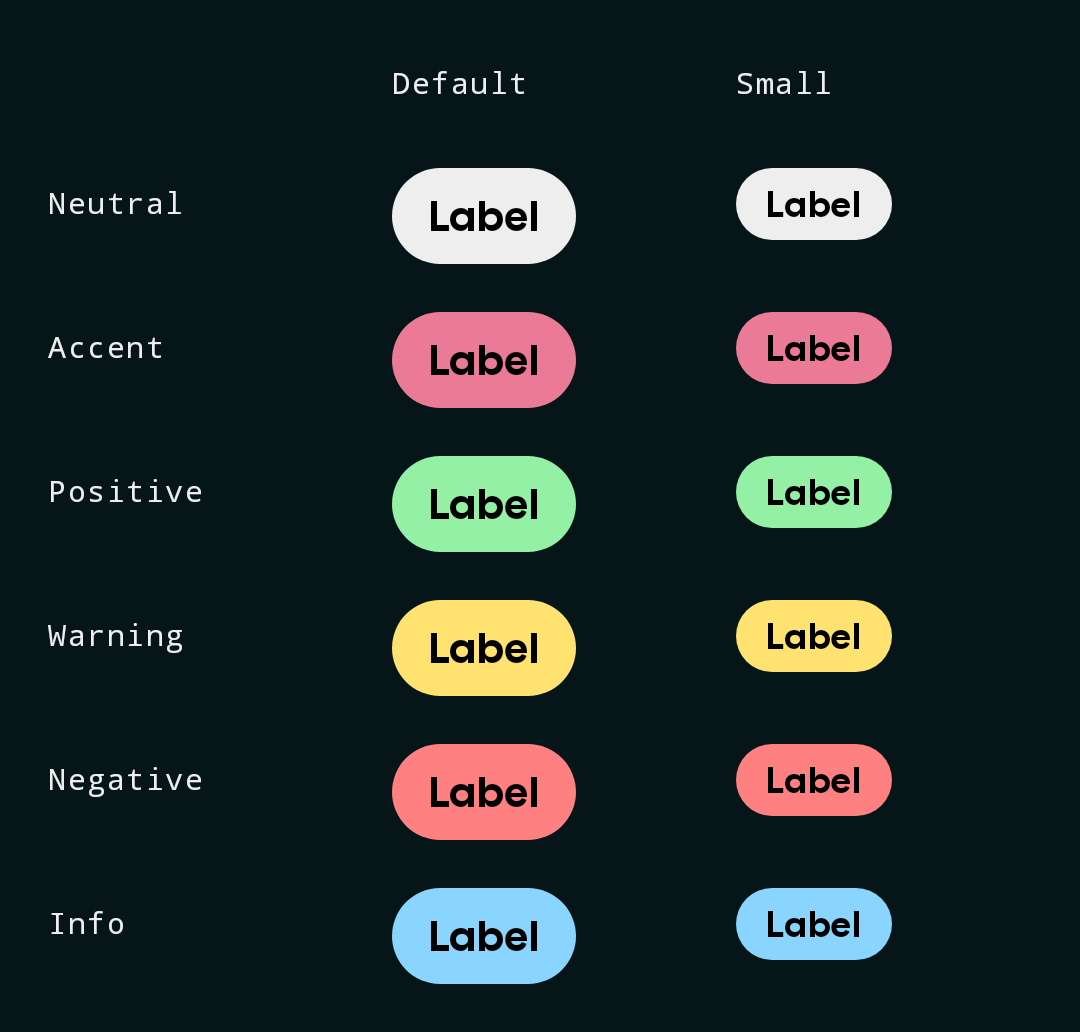 Default Small
Neutral Label Label
Accent Label Label
Positive Label Label
Warning Label Label
Negative Label Label
Info Label Label